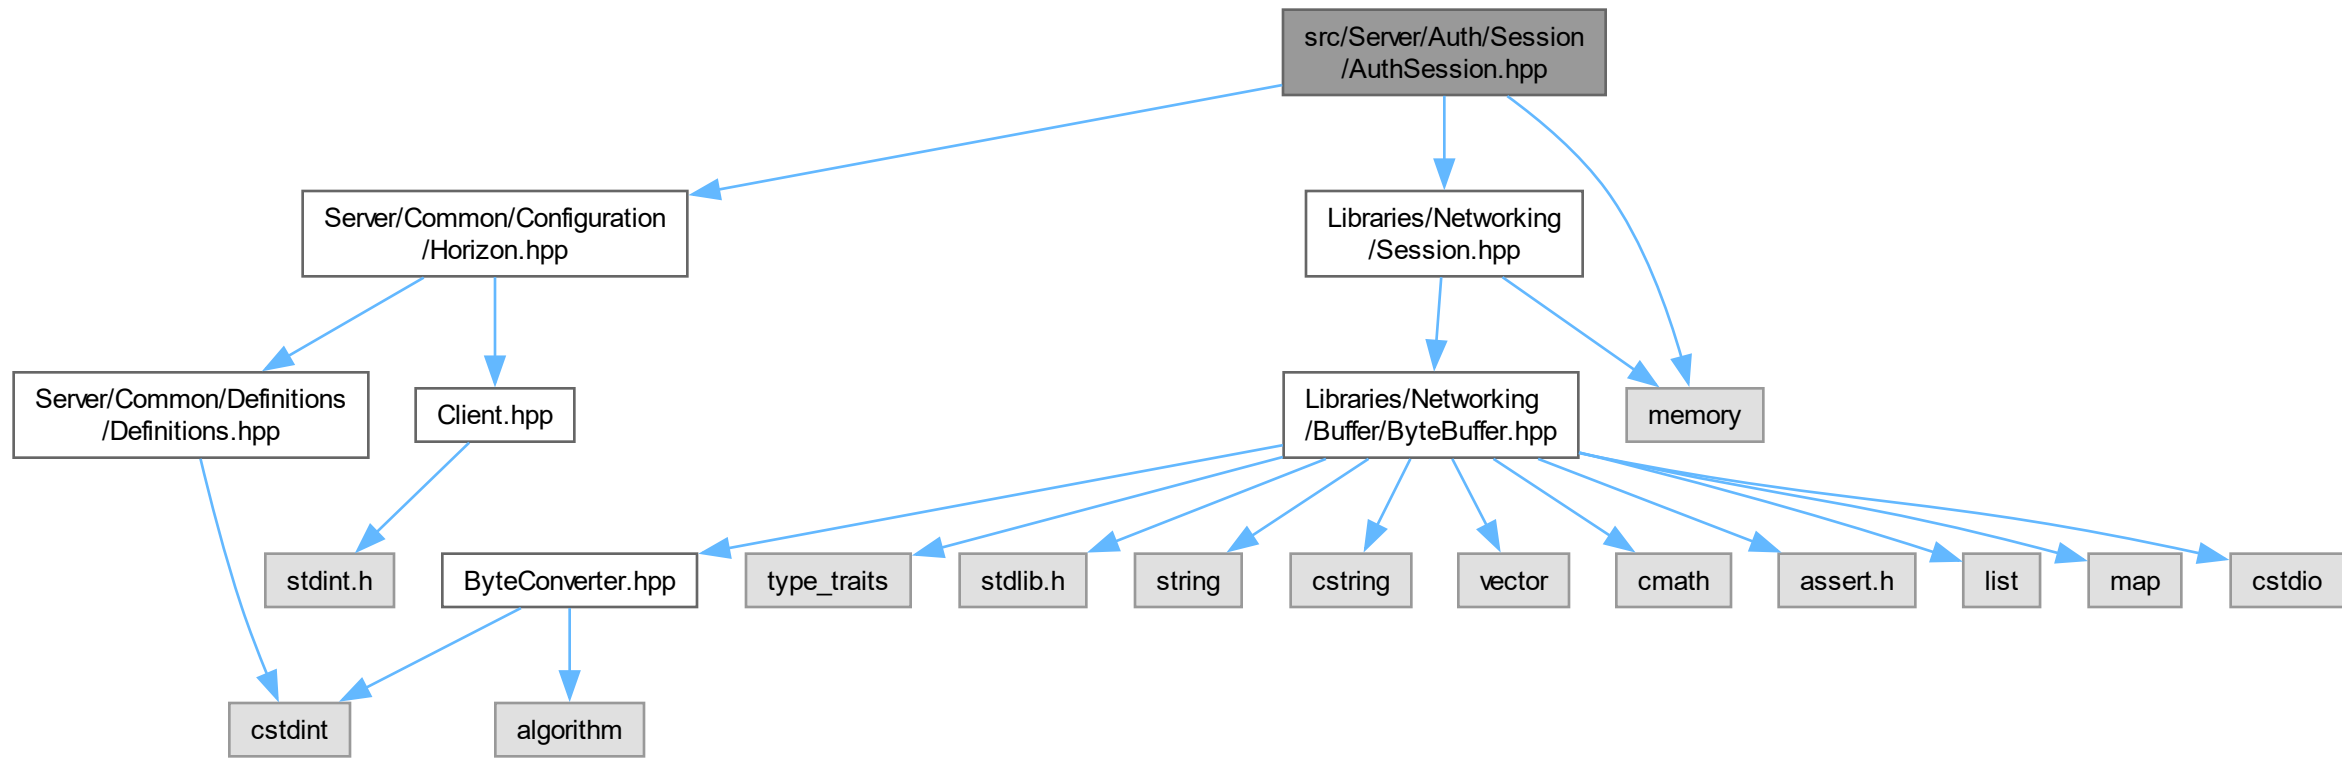 src/Server/Auth/Session
/AuthSession.hpp
Server/Common/Configuration
/Horizon.hpp
Libraries/Networking
/Session.hpp
Server/Common/Definitions
/Definitions.hpp
Client.hpp
Libraries/Networking
/Buffer/ByteBuffer.hpp
memory
stdint.h
ByteConverter.hpp
type_traits
stdlib.h
string
cstring
vector
cmath
assert.h
list
map
cstdio
cstdint
algorithm